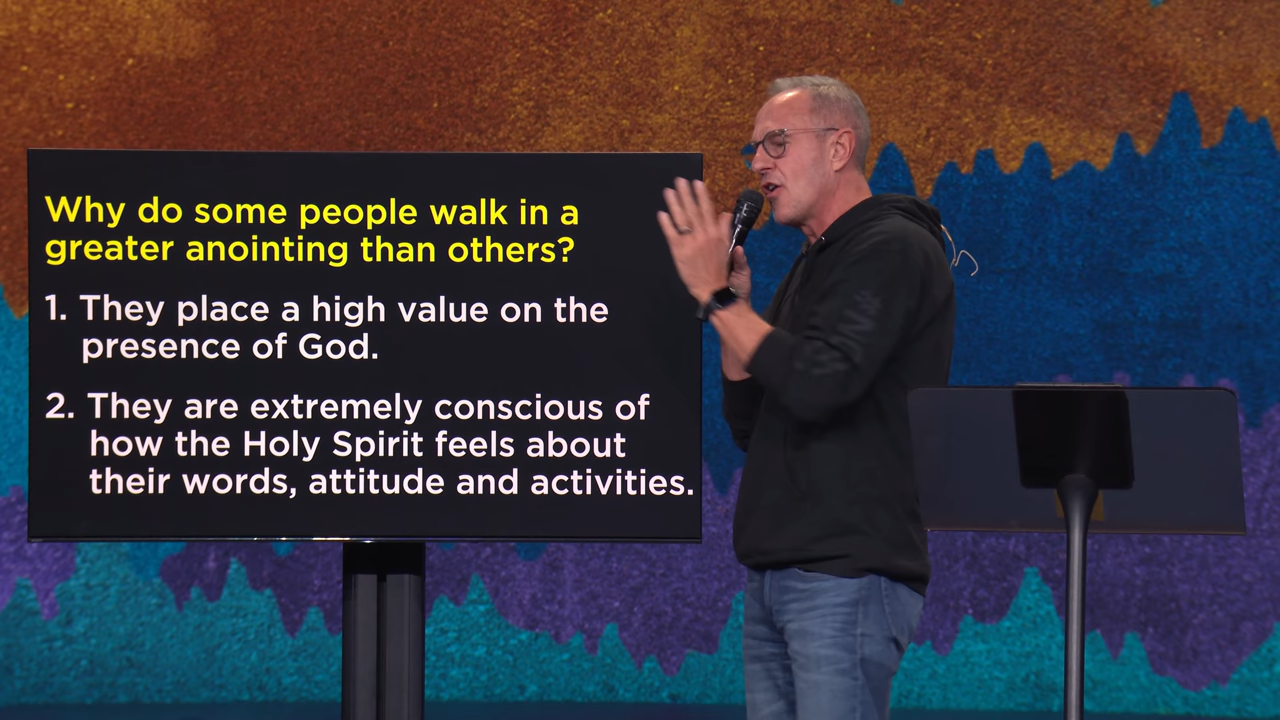 Why do some people walk in a
greater anointing than others?
1. They place a high value on the
presence of God.
2. They are extremely conscious of
how the Holy Spirit feels about
their words, attitude and activities.